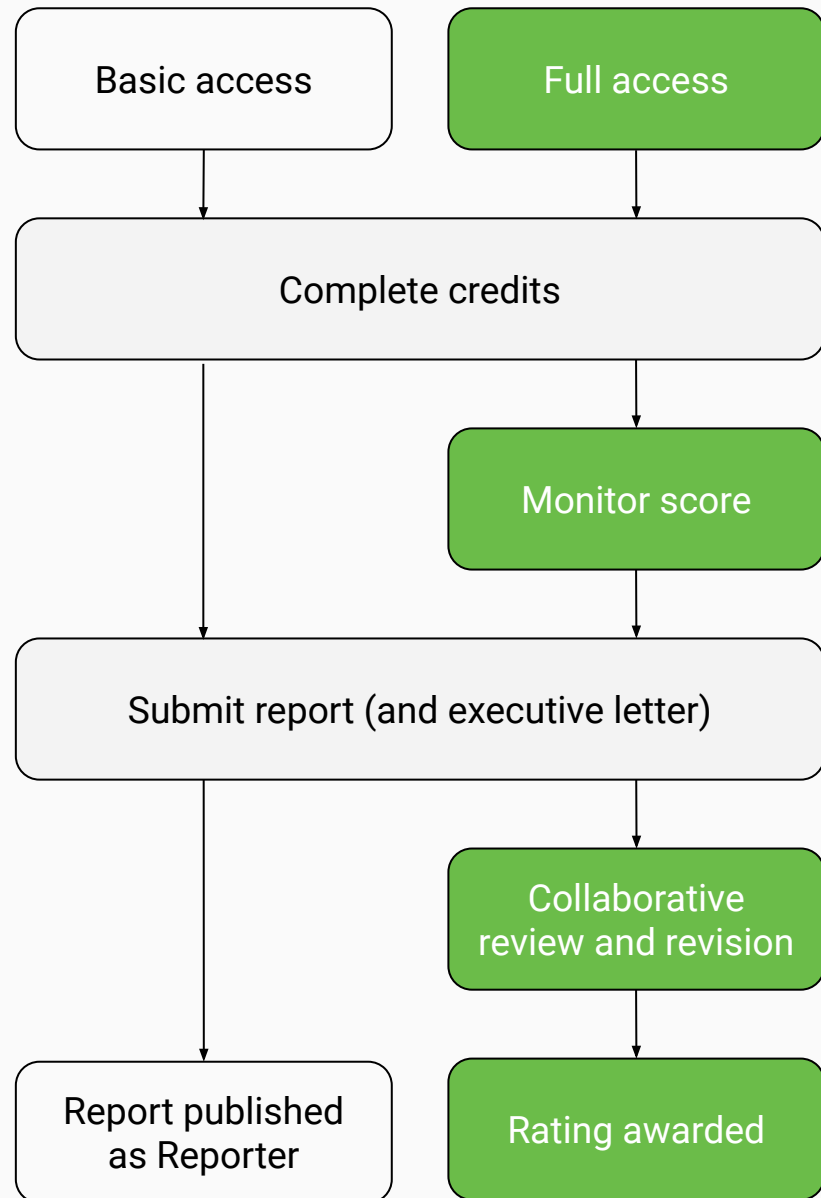 Basic access
Full access
Complete credits
Monitor score
Submit report (and executive letter)
Collaborative
review and revision
Report published
as Reporter
Rating awarded